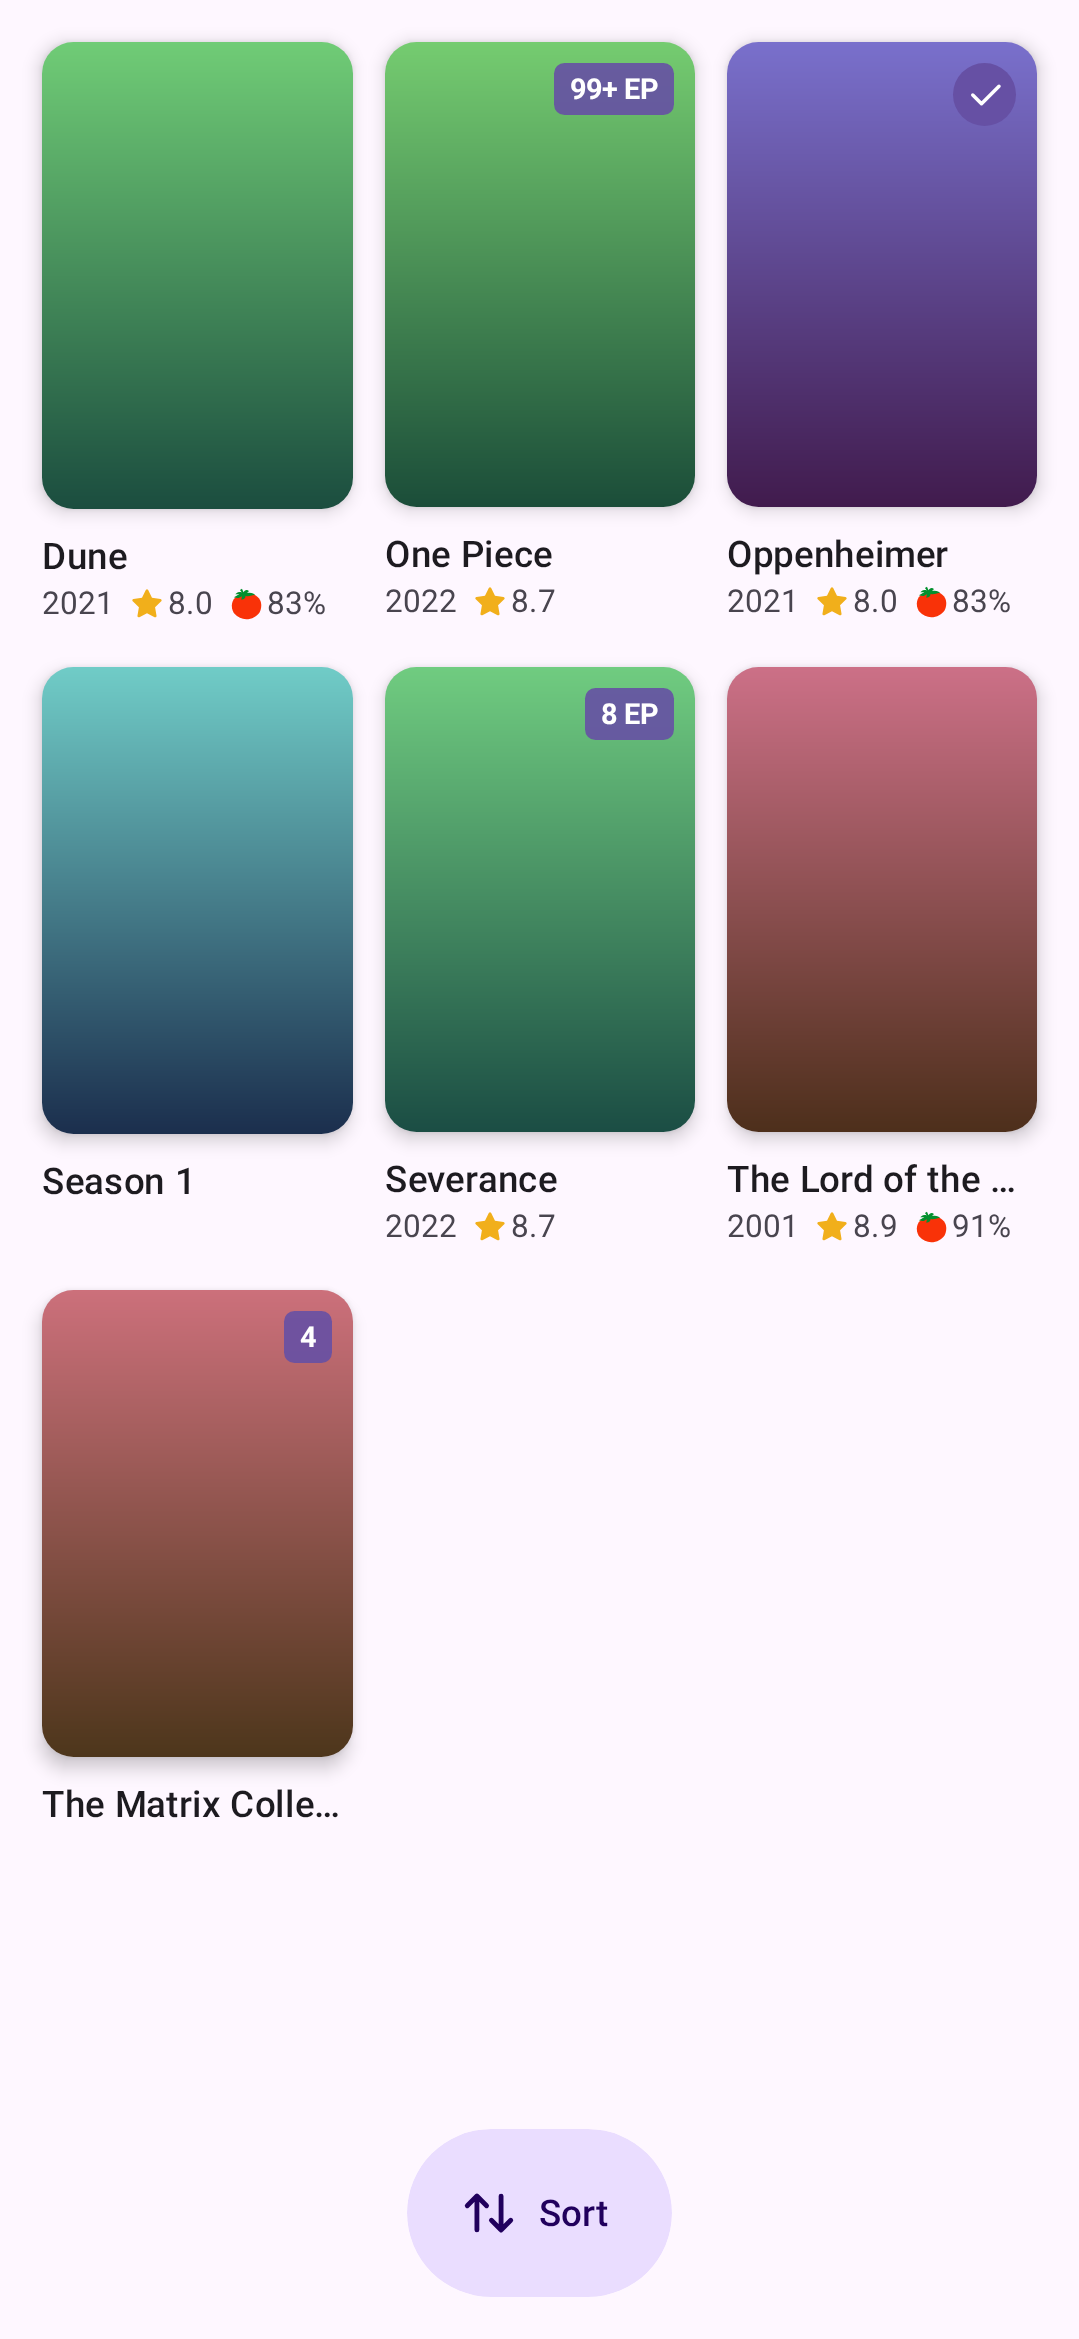 99+ EP
Dune
2021 8.0 83%
One Piece
2022 8.7
Oppenheimer
2021 8.0 83%
8 EP
Season 1
Severance
2022 8.7
The Lord of the ...
2001 8.9 91%
4
The Matrix Colle...
Sort